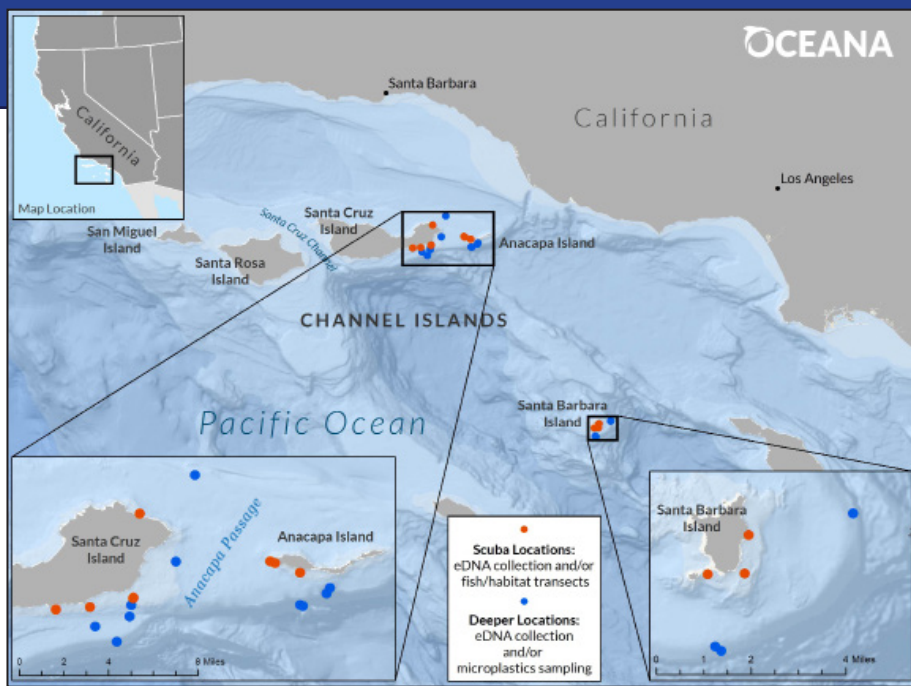 OCEANA
California
Map Location
Santa Barbara
California
Los Angeles
San Miguel
Island
Santa Rosa
Island
Santa Cruz Channel
Santa Cruz
Island
Anacapa Island
CHANNEL ISLANDS
Pacific Ocean
Santa Barbara
Island
Santa Cruz
Island
Anacapa Passage
Anacapa Island
0 2 4 8 Miles
Scuba Locations:
eDNA collection and/or
fish/habitat transects
Deeper Locations:
eDNA collection
and/or
microplastics sampling
Santa Barbara
Island
0 1 2 4 Miles